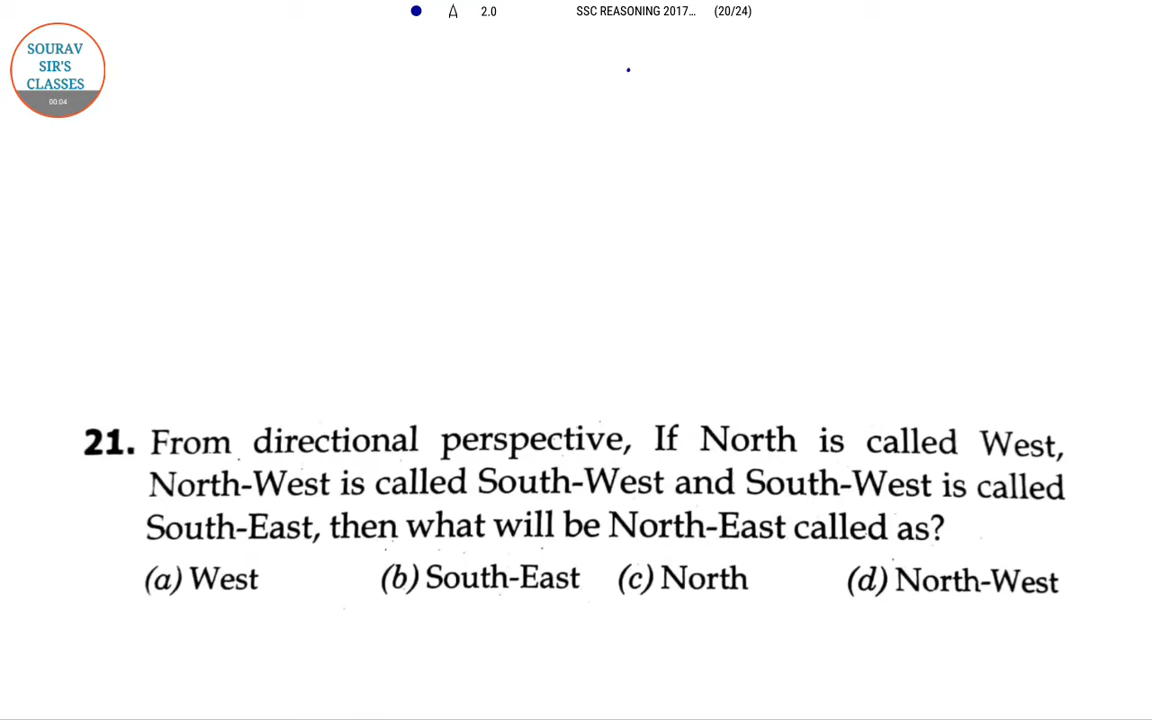 2.0 SSC REASONING 2017... (20/24)
SOURAV
SIR'S
CLASSES
00:04
21. From directional perspective, If North is called West,
North-West is called South-West and South-West is called
South-East, then what will be North-East called as?
(a) West (b) South-East (c) North (d) North-West